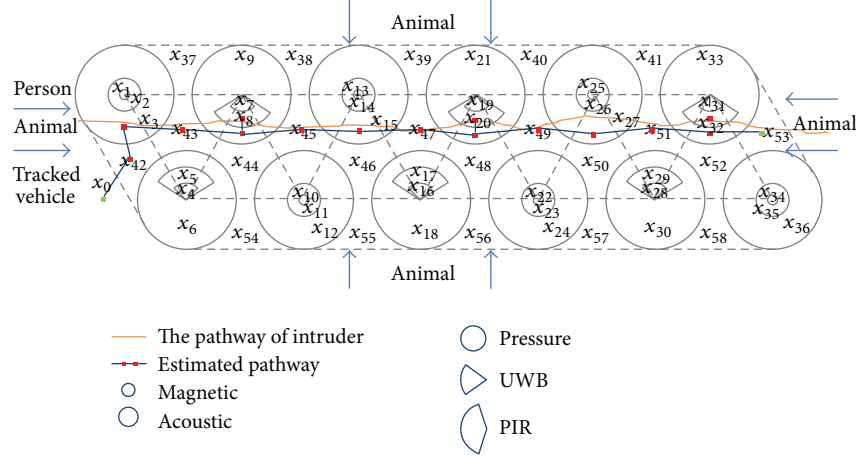 Animal
x37 x9 x38 x39 x21 x40 x41 x33
Person
x1 x2 x7 x13 x14 x19 x25 x26 x31
Animal
x3 x8 x15 x20 x27 x32 Animal
x43 x45 x47 x49 x51 x53
x42 x44 x46 x48 x50 x52
Tracked
vehicle
x0 x5 x4 x10 x11 x17 x16 x22 x23 x29 x28 x34 x35
x6 x54 x12 x55 x18 x56 x24 x57 x30 x58 x36
Animal
The pathway of intruder
Estimated pathway
Magnetic
Acoustic
Pressure
UWB
PIR